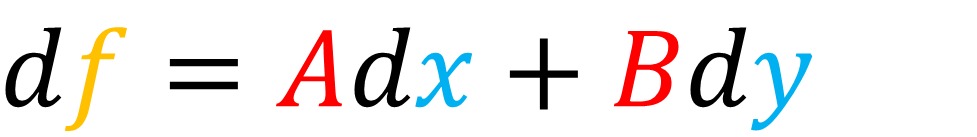 df = Adx + Bdy